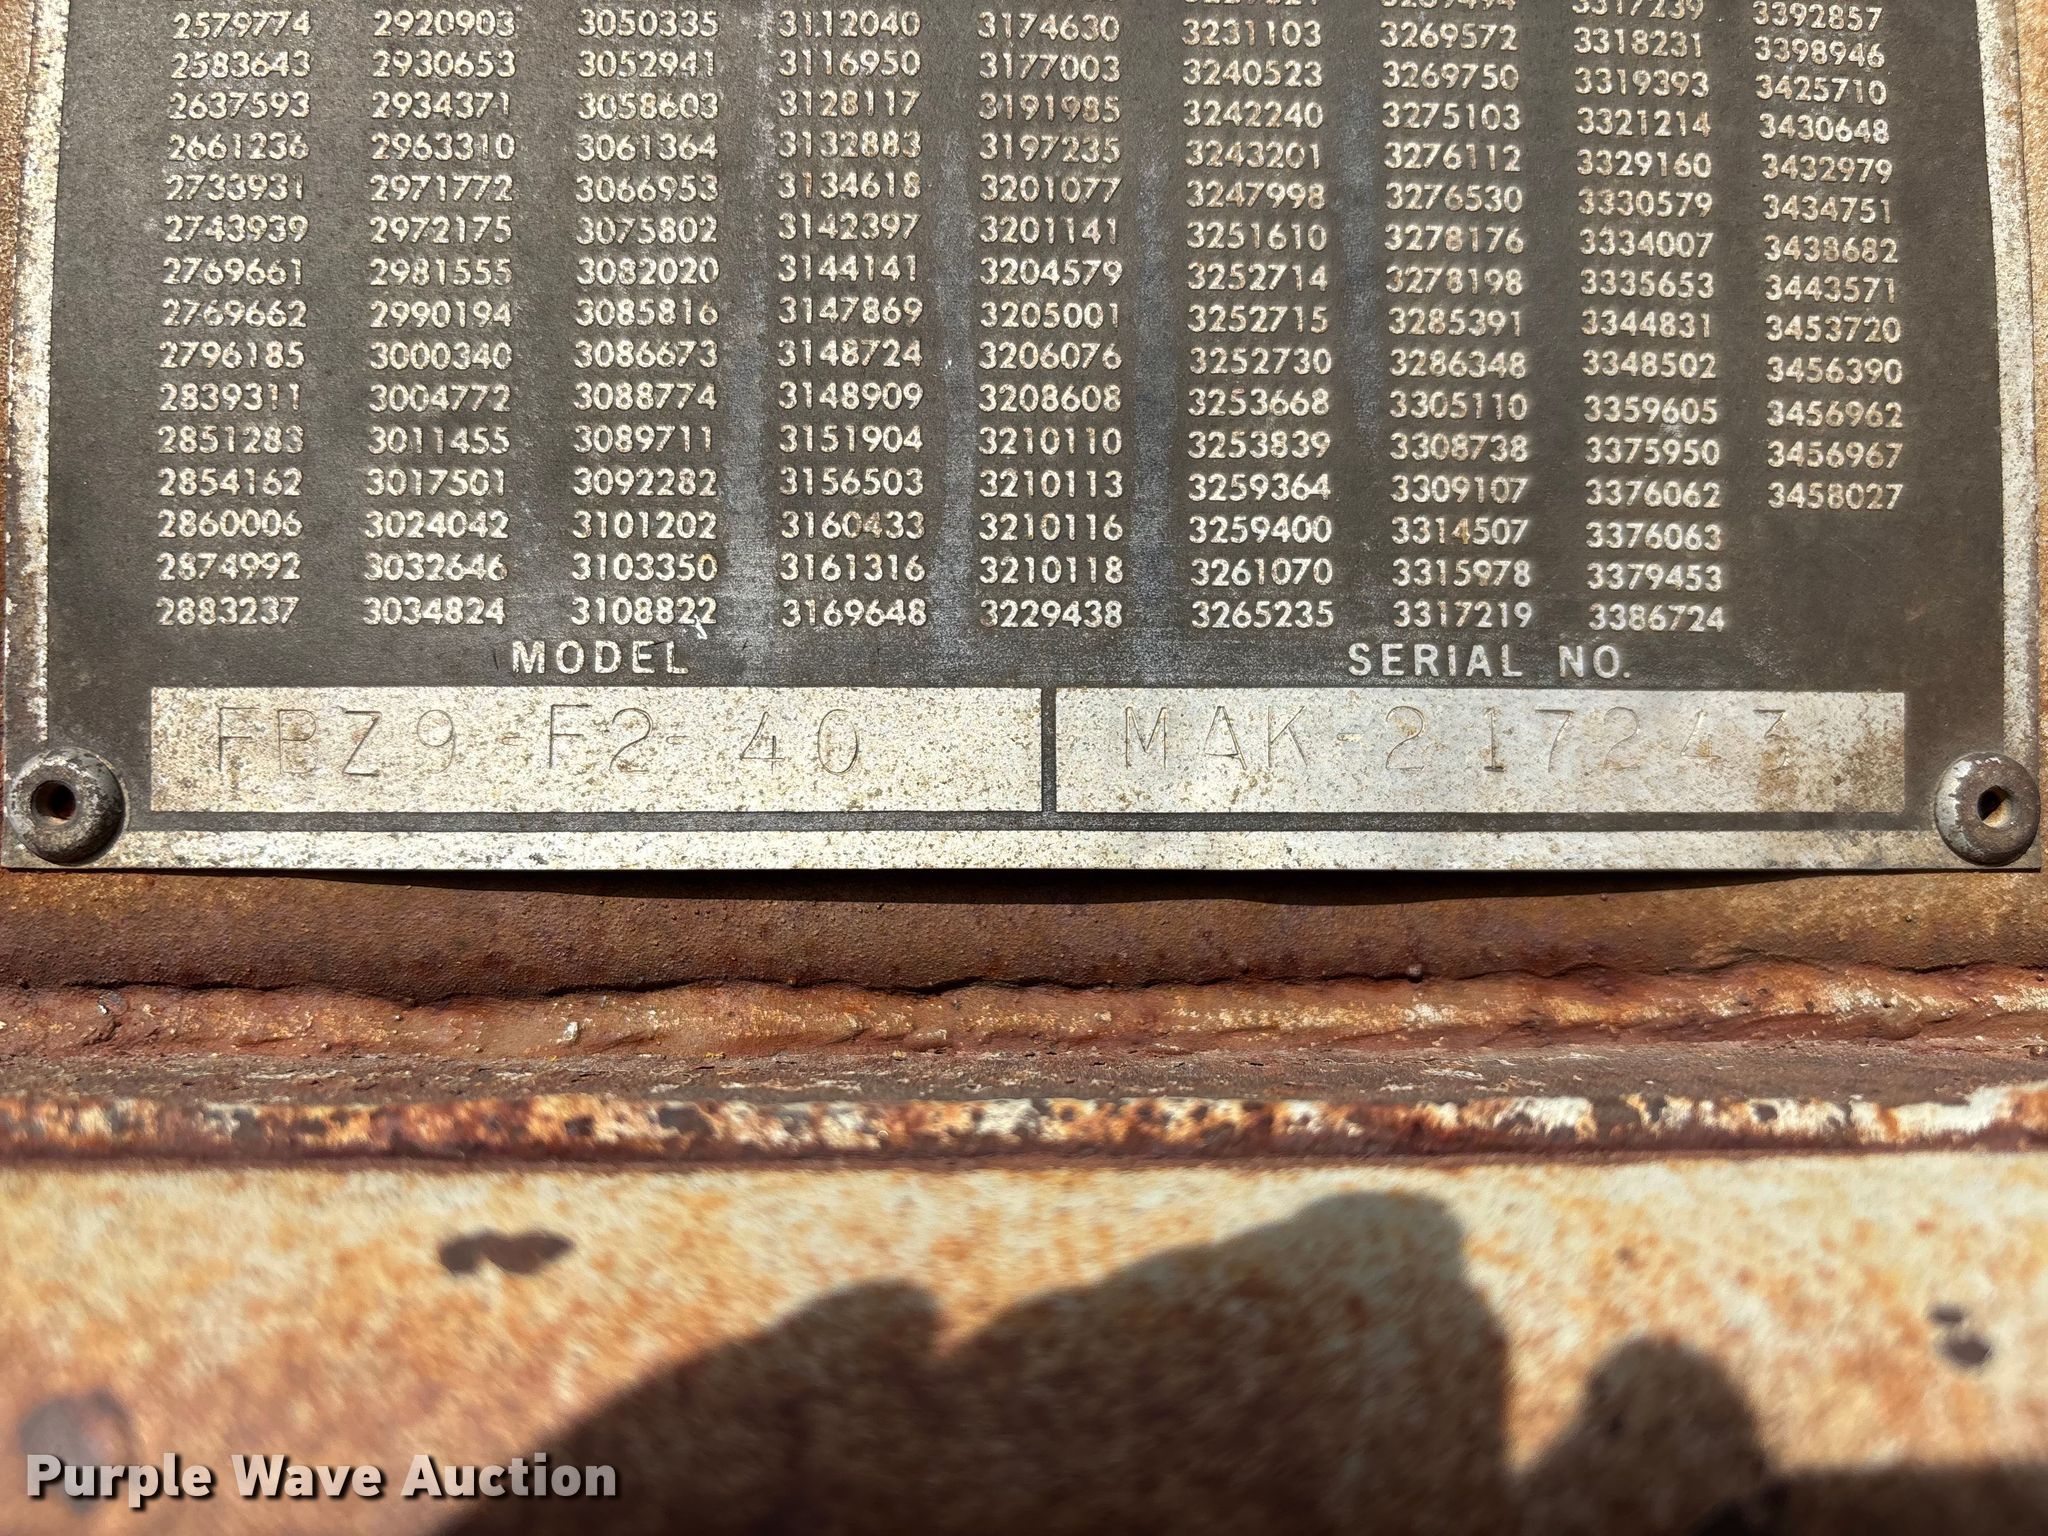 2579774 2920903 3050335 3112040 3174630 3231103 3269572 3317239 3392857
2583643 2930653 3052941 3116950 3177003 3240523 3269750 3318231 3398946
2637593 2934371 3058603 3128117 3191985 3242240 3275103 3319393 3425710
2661236 2963310 3061364 3132883 3197235 3243201 3276112 3321214 3430648
2733931 2971772 3066953 3134618 3201077 3247998 3276530 3329160 3432979
2743939 2972175 3075802 3142397 3201141 3251610 3278176 3330579 3434751
2769661 2981555 3082020 3144141 3204579 3252714 3278198 3334007 3438682
2769662 2990194 3085816 3147869 3205001 3252715 3285391 3335653 3443571
2796185 3000340 3086673 3148724 3206076 3252730 3286348 3344831 3453720
2839311 3004772 3088774 3148909 3208608 3253668 3305110 3348502 3456390
2851283 3011455 3089711 3151904 3210110 3253839 3308738 3359605 3456962
2854162 3017501 3092282 3156503 3210113 3259364 3309107 3375950 3456967
2860006 3024042 3101202 3160433 3210116 3259400 3314507 3376062 3458027
2874992 3032646 3103350 3161316 3210118 3261070 3315978 3376063
2883237 3034824 3108822 3169648 3229438 3265235 3317219 3379453
3386724
MODEL SERIAL NO.
FBZ9-F2-40 MAK-217243
Purple Wave Auction